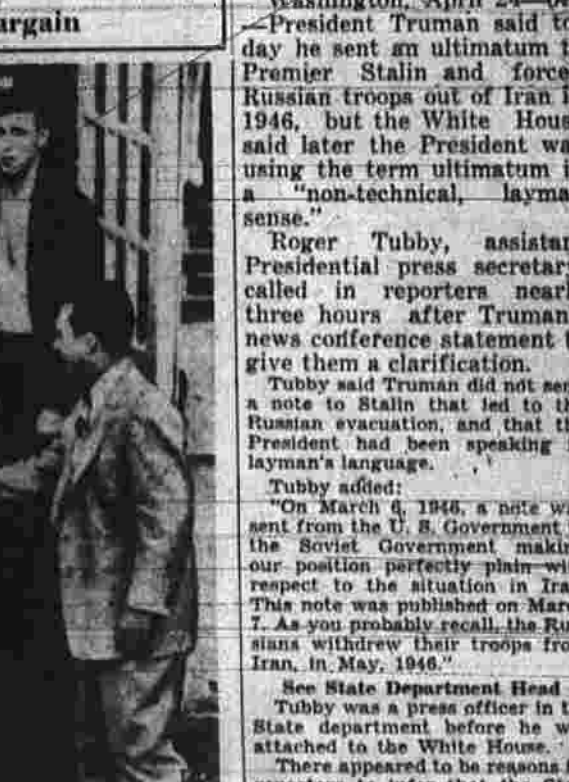 argain
Washington, April 24
—President Truman said to-
day he sent an ultimatum t
Premier Stalin and force
Russian troops out of Iran i
1946, but the White Hous
said later the President wa
using the term ultimatum i
a "non-technical, layma
sense."
Roger Tubby, assistan
Presidential press secretary
called in reporters nearl
three hours after Truman'
news conference statement t
give them a clarification.
Tubby said Truman did not sen
a note to Stalin that led to th
Russian evacuation, and that th
President had been speaking i
layman's language.
Tubby added:
"On March 6, 1946, a note wa
sent from the U. S. Government
the Soviet Government makin
our position perfectly plain wit
respect to the situation in Ira
This note was published on Marc
7. As you probably recall, the Ru
sians withdrew their troops fro
Iran, in May, 1946."
See State Department Head
Tubby was a press officer in t
State department before he w
attached to the White House.
There appeared to be reasons f